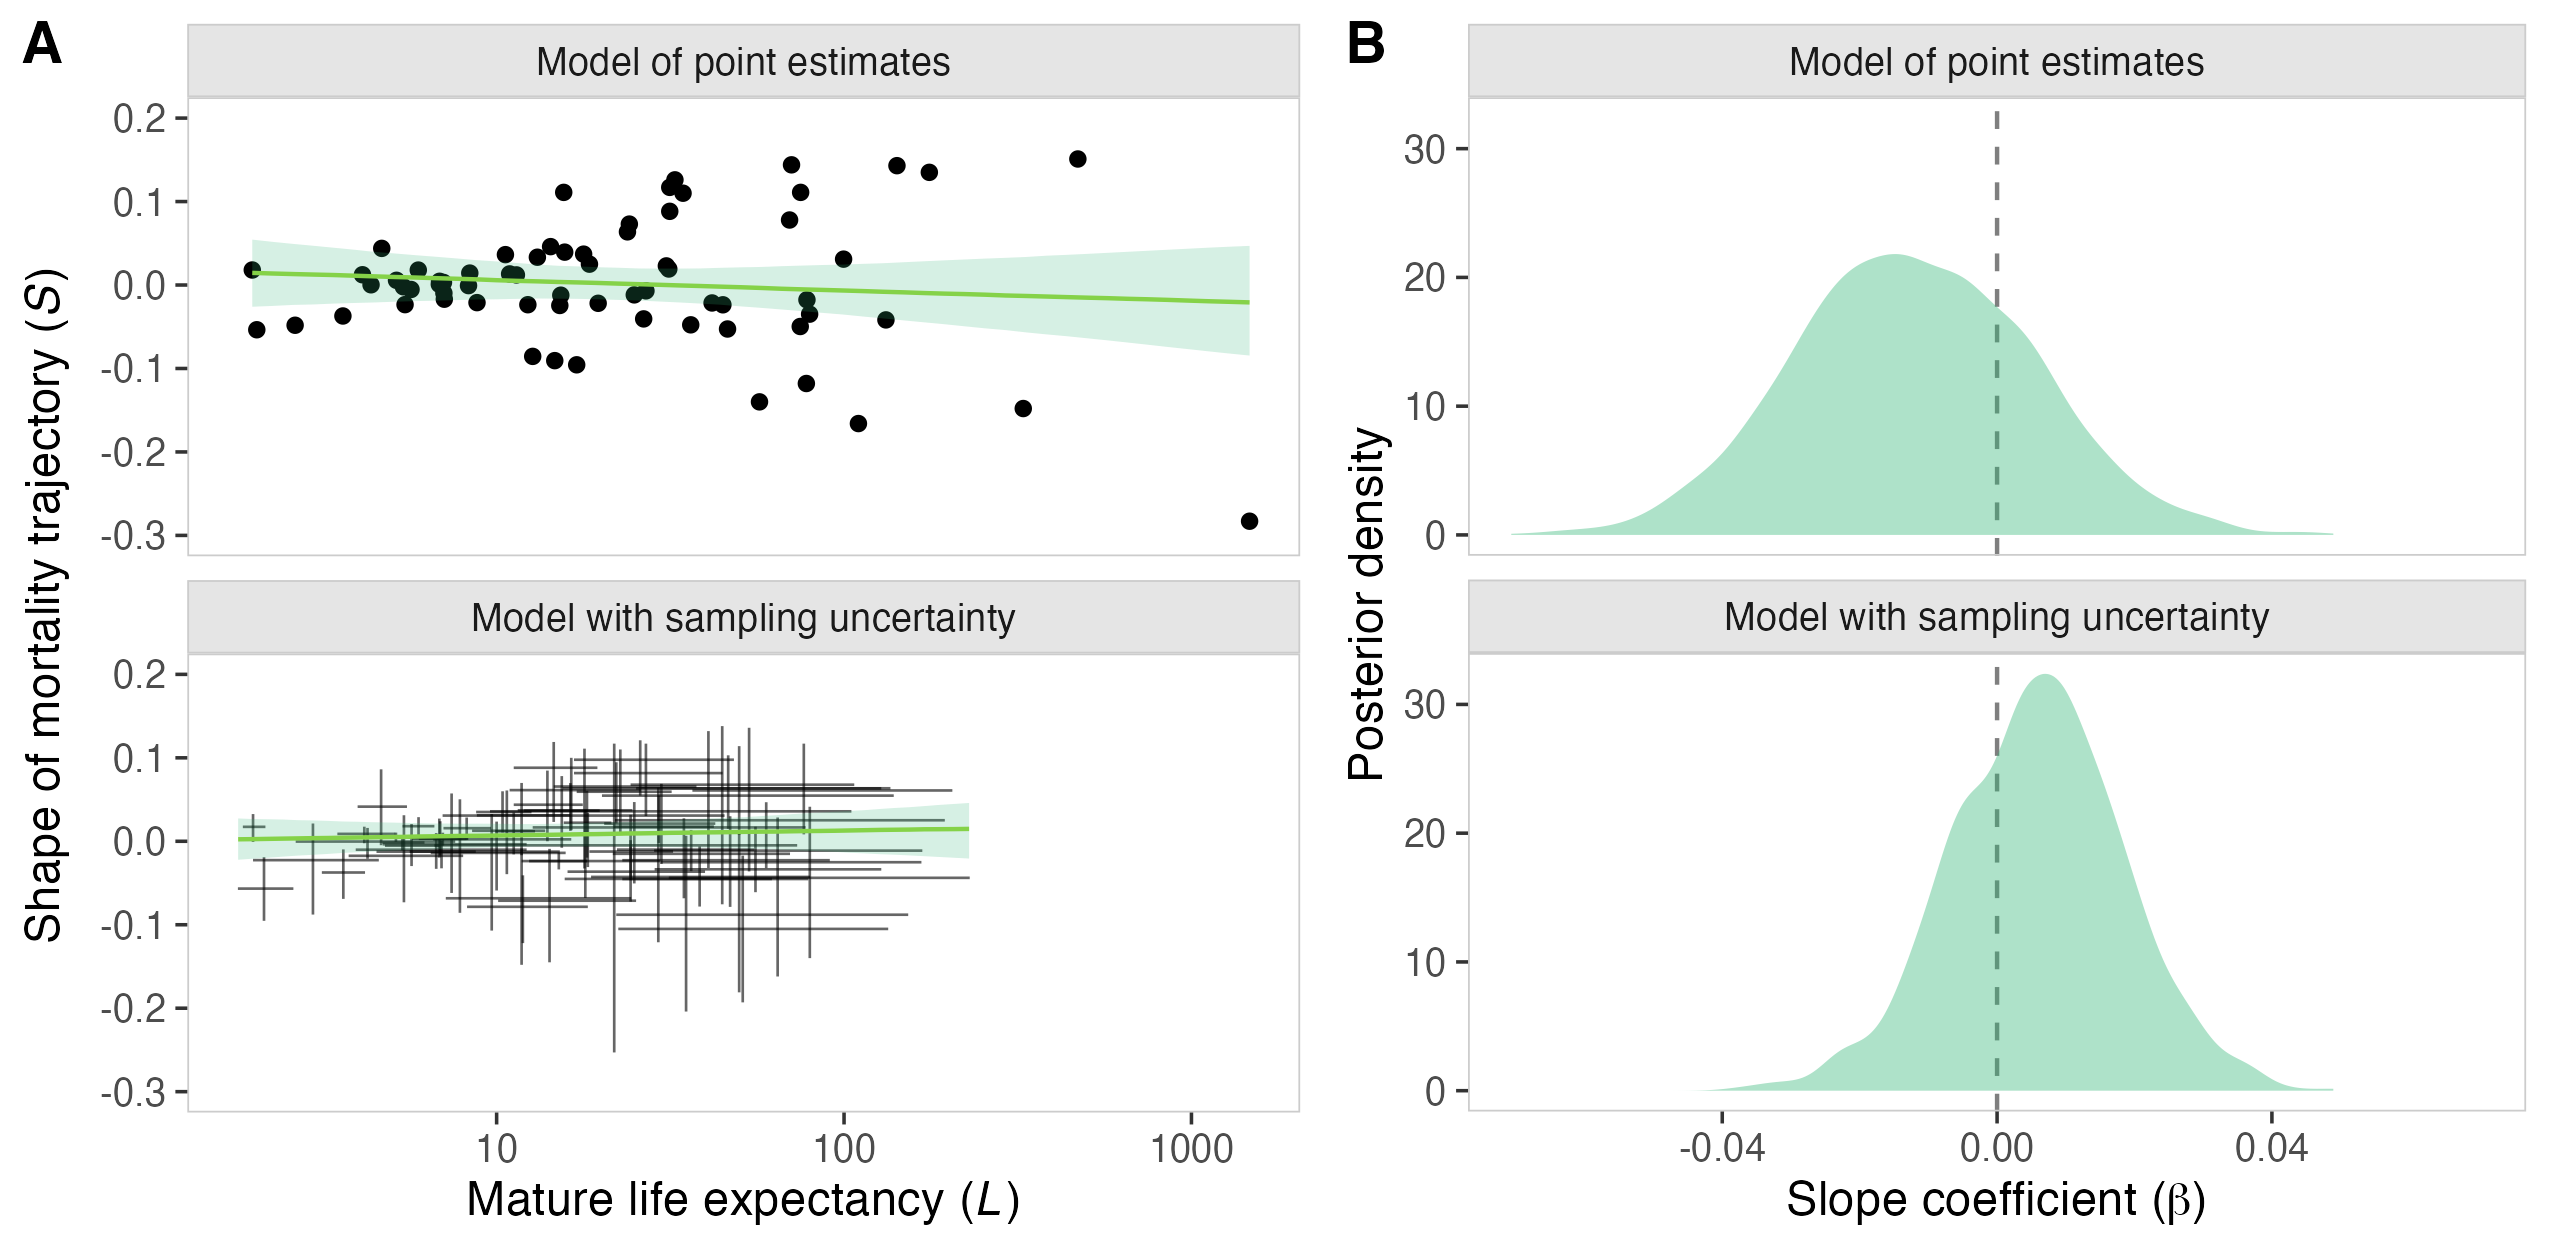 A
Model of point estimates
0.2
0.1
0.0
-0.1
-0.2
-0.3
Model with sampling uncertainty
0.2
0.1
0.0
-0.1
-0.2
-0.3
10
100
1000
Mature life expectancy (L)
Shape of mortality trajectory (S)
B
Model of point estimates
30
20
10
0
Model with sampling uncertainty
30
20
10
0
-0.04
0.00
0.04
Slope coefficient (β)
Posterior density